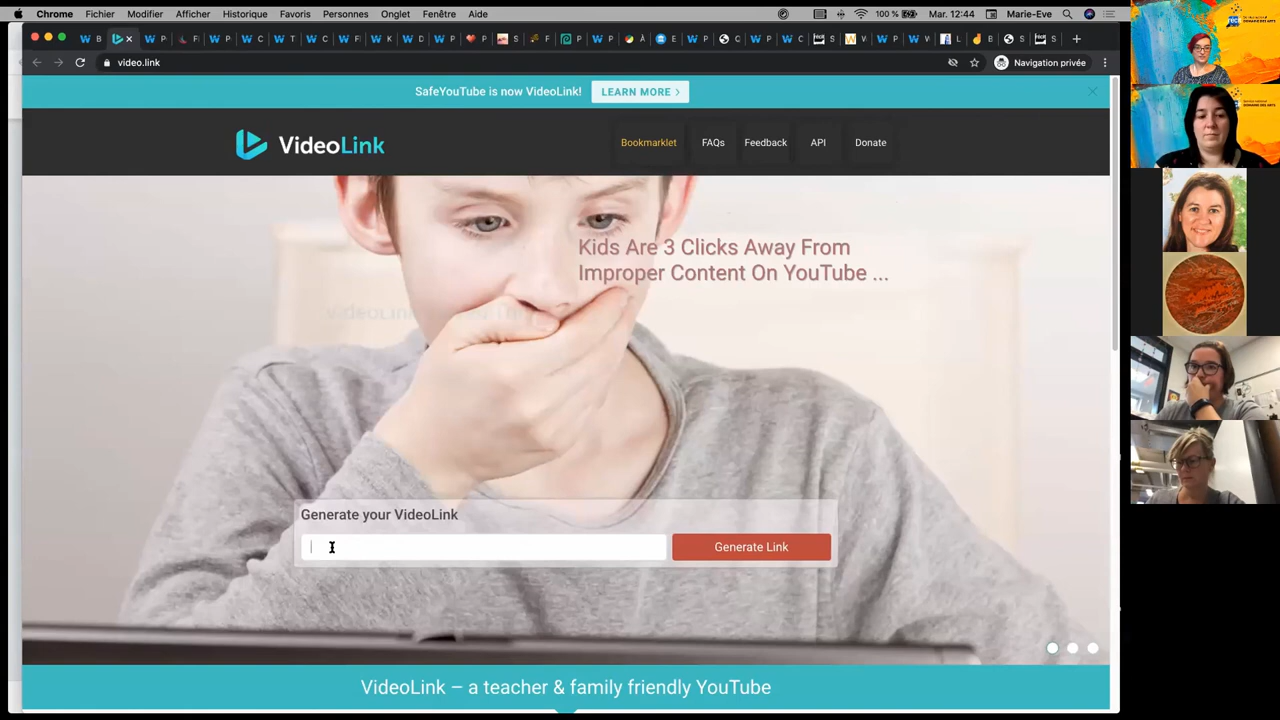 Chrome Fichier Modifier Afficher Historique Favoris Personnes Onglet Fenêtre Aide 100 % Mar. 12:44 Marie-Eve
video.link Navigation privée
SafeYouTube is now VideoLink! LEARN MORE
VideoLink Bookmarklet FAQs Feedback API Donate
Kids Are 3 Clicks Away From
Improper Content On YouTube ...
Generate your VideoLink
Generate Link
VideoLink – a teacher & family friendly YouTube